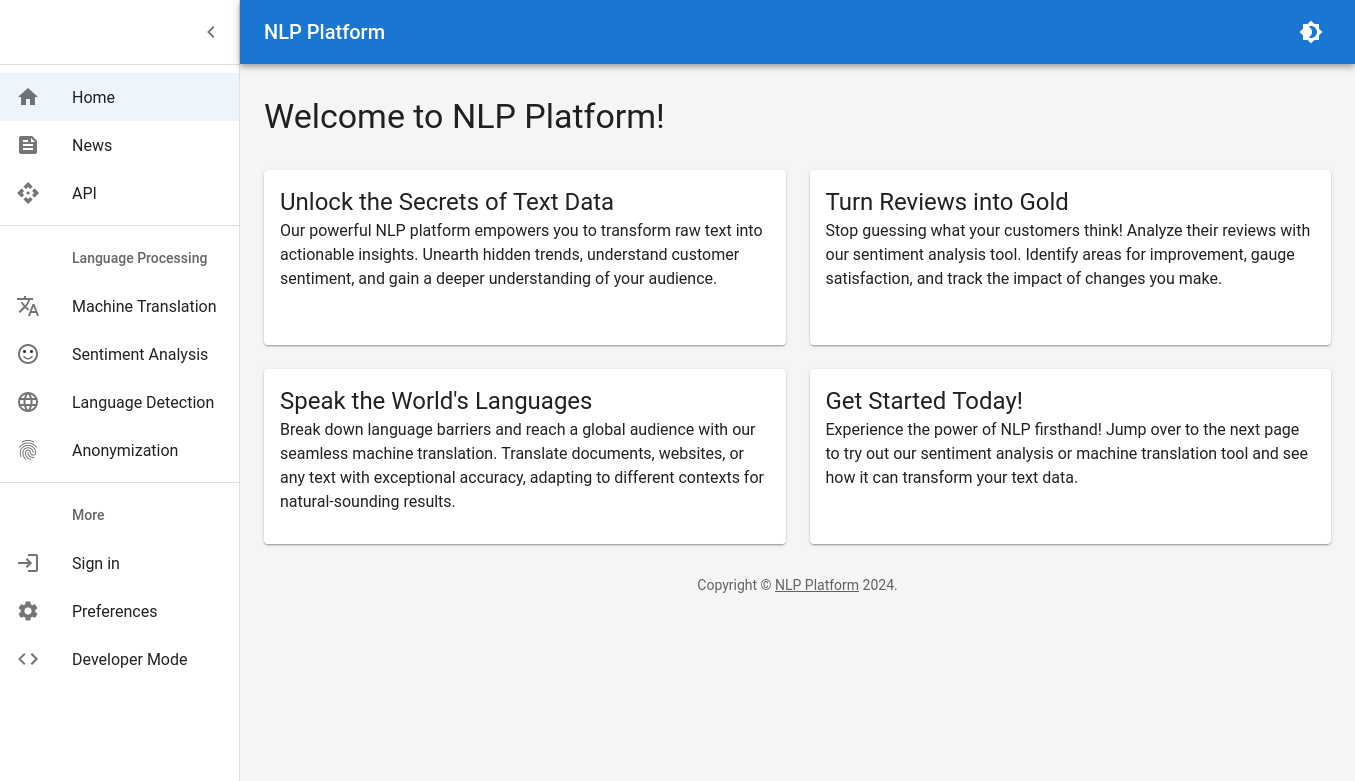 NLP Platform
Home
News
API
Language Processing
Machine Translation
Sentiment Analysis
Language Detection
Anonymization
More
Sign in
Preferences
Developer Mode
Welcome to NLP Platform!
Unlock the Secrets of Text Data
Our powerful NLP platform empowers you to transform raw text into
actionable insights. Unearth hidden trends, understand customer
sentiment, and gain a deeper understanding of your audience.
Turn Reviews into Gold
Stop guessing what your customers think! Analyze their reviews with
our sentiment analysis tool. Identify areas for improvement, gauge
satisfaction, and track the impact of changes you make.
Speak the World's Languages
Break down language barriers and reach a global audience with our
seamless machine translation. Translate documents, websites, or
any text with exceptional accuracy, adapting to different contexts for
natural-sounding results.
Get Started Today!
Experience the power of NLP firsthand! Jump over to the next page
to try out our sentiment analysis or machine translation tool and see
how it can transform your text data.
Copyright © NLP Platform 2024.